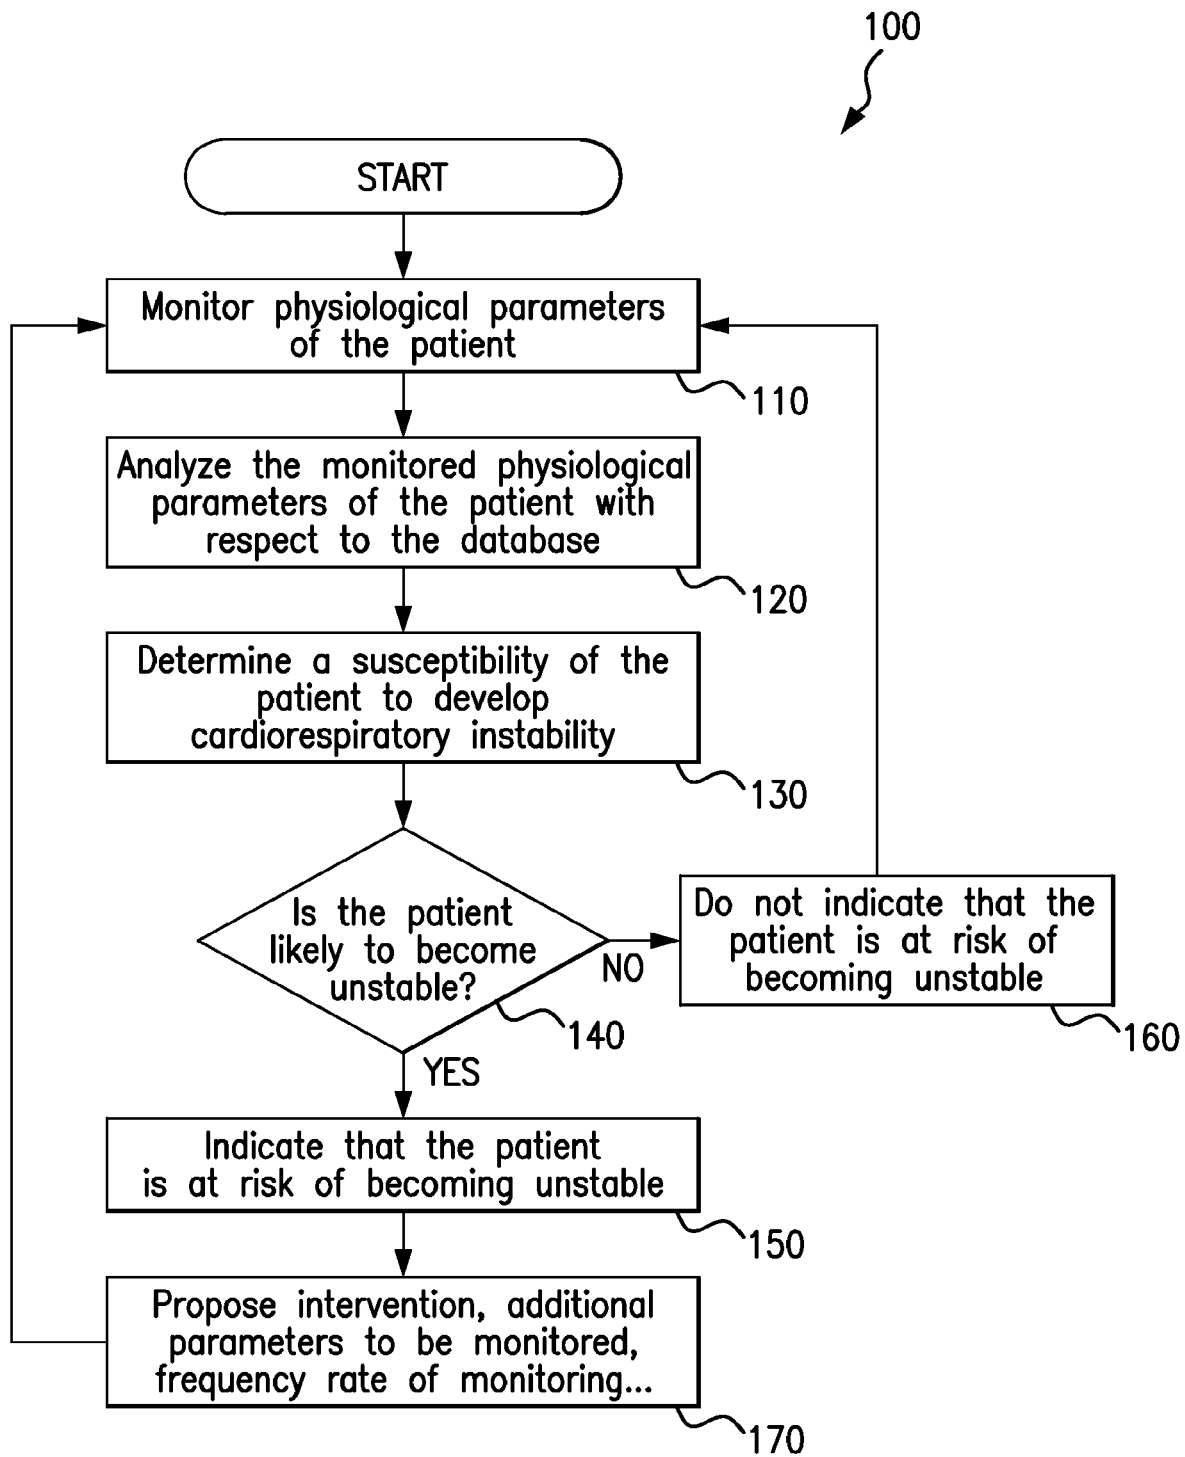 100
START
Monitor physiological parameters
of the patient
110
Analyze the monitored physiological
parameters of the patient with
respect to the database
120
Determine a susceptibility of the
patient to develop
cardiorespiratory instability
130
Is the patient
likely to become
unstable?
NO
140
YES
Do not indicate that the
patient is at risk of
becoming unstable
160
Indicate that the patient
is at risk of becoming unstable
150
Propose intervention, additional
parameters to be monitored,
frequency rate of monitoring...
170